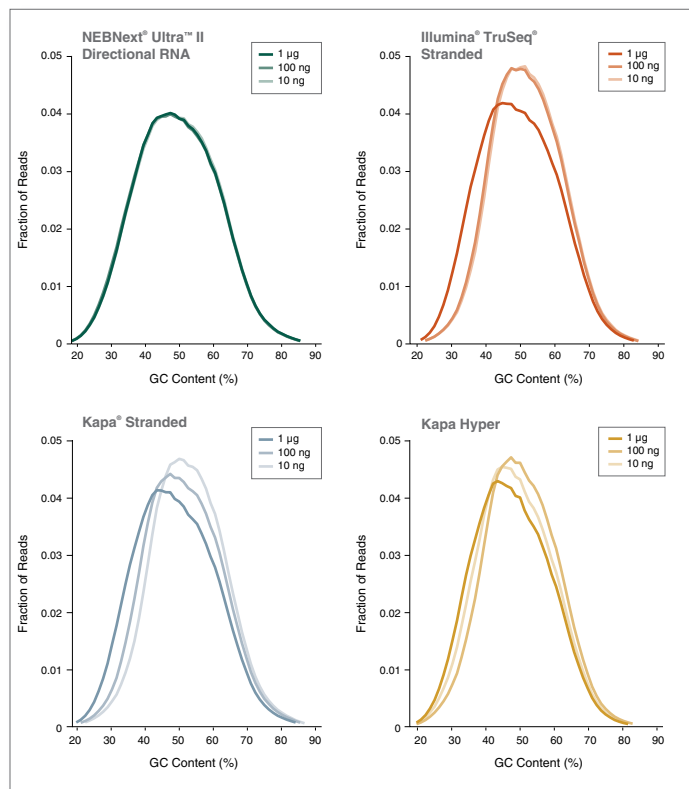 NEBNext® Ultra™ II
Directional RNA
1 µg
100 ng
10 ng
0.05
0.04
0.03
0.02
0.01
0
Fraction of Reads
20 30 40 50 60 70 80 90
GC Content (%)
Illumina® TruSeq®
Stranded
1 µg
100 ng
10 ng
0.05
0.04
0.03
0.02
0.01
0
Fraction of Reads
20 30 40 50 60 70 80 90
GC Content (%)
Kapa® Stranded
1 µg
100 ng
10 ng
0.05
0.04
0.03
0.02
0.01
0
Fraction of Reads
20 30 40 50 60 70 80 90
GC Content (%)
Kapa Hyper
1 µg
100 ng
10 ng
0.05
0.04
0.03
0.02
0.01
0
Fraction of Reads
20 30 40 50 60 70 80 90
GC Content (%)